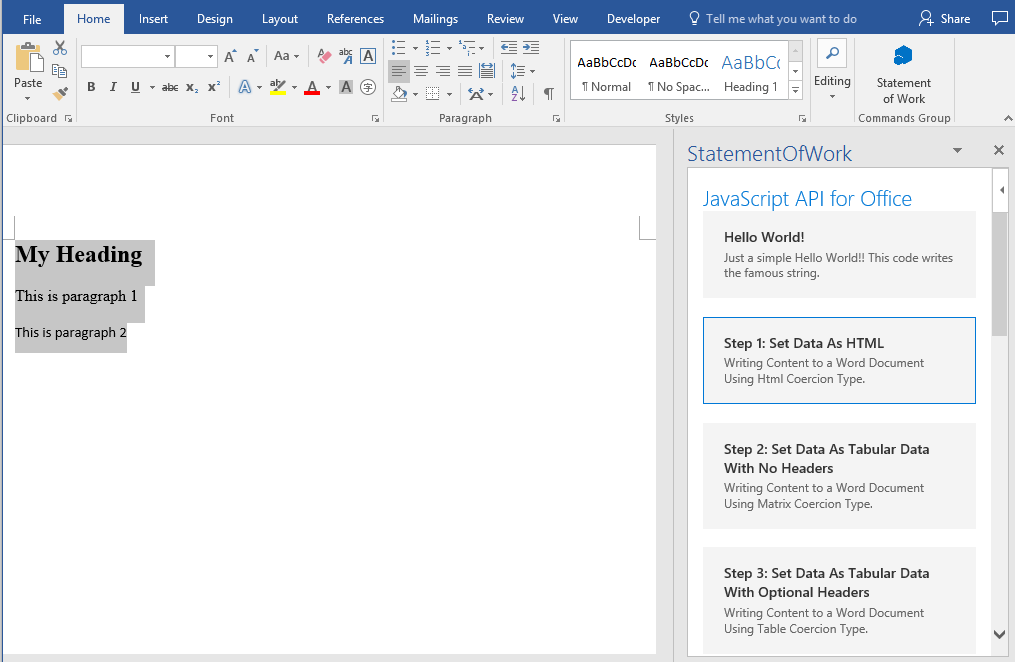 File Home Insert Design Layout References Mailings Review View Developer Tell me what you want to do Share
Paste
Clipboard
Aa
abc
A
B I U abc x₂ x² A aby A A
Font
A
Z
Paragraph
AaBbCcDc AaBbCcDc AaBbCc
¶ Normal ¶ No Spac... Heading 1
Styles
Editing
Statement
of Work
Commands Group
My Heading
This is paragraph 1
This is paragraph 2
StatementOfWork
JavaScript API for Office
Hello World!
Just a simple Hello World!! This code writes
the famous string.
Step 1: Set Data As HTML
Writing Content to a Word Document
Using Html Coercion Type.
Step 2: Set Data As Tabular Data
With No Headers
Writing Content to a Word Document
Using Matrix Coercion Type.
Step 3: Set Data As Tabular Data
With Optional Headers
Writing Content to a Word Document
Using Table Coercion Type.